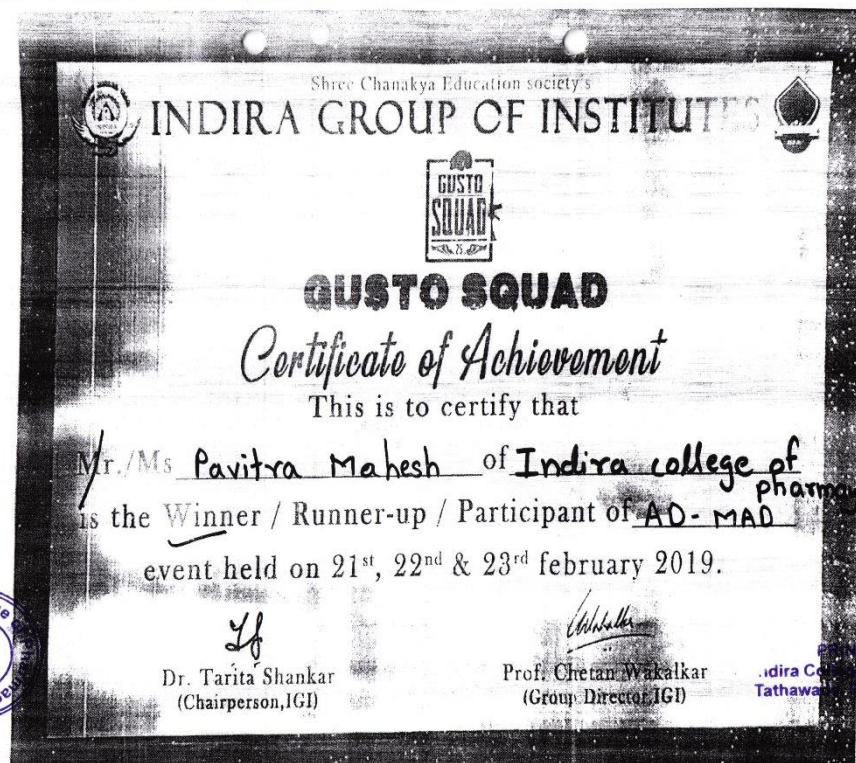 Shree Chanakya Education society's
INDIRA GROUP OF INSTITUTES
GUSTO
SQUAD
25
GUSTO SQUAD
Certificate of Achievement
This is to certify that
Mr./Ms Pavitra Mahesh of Indira college of
pharmacy
is the Winner / Runner-up / Participant of AD-MAD
event held on 21st, 22nd & 23rd february 2019.
Dr. Tarita Shankar
(Chairperson,IGI)
Prof. Chetan Wakalkar
(Group Director,IGI)